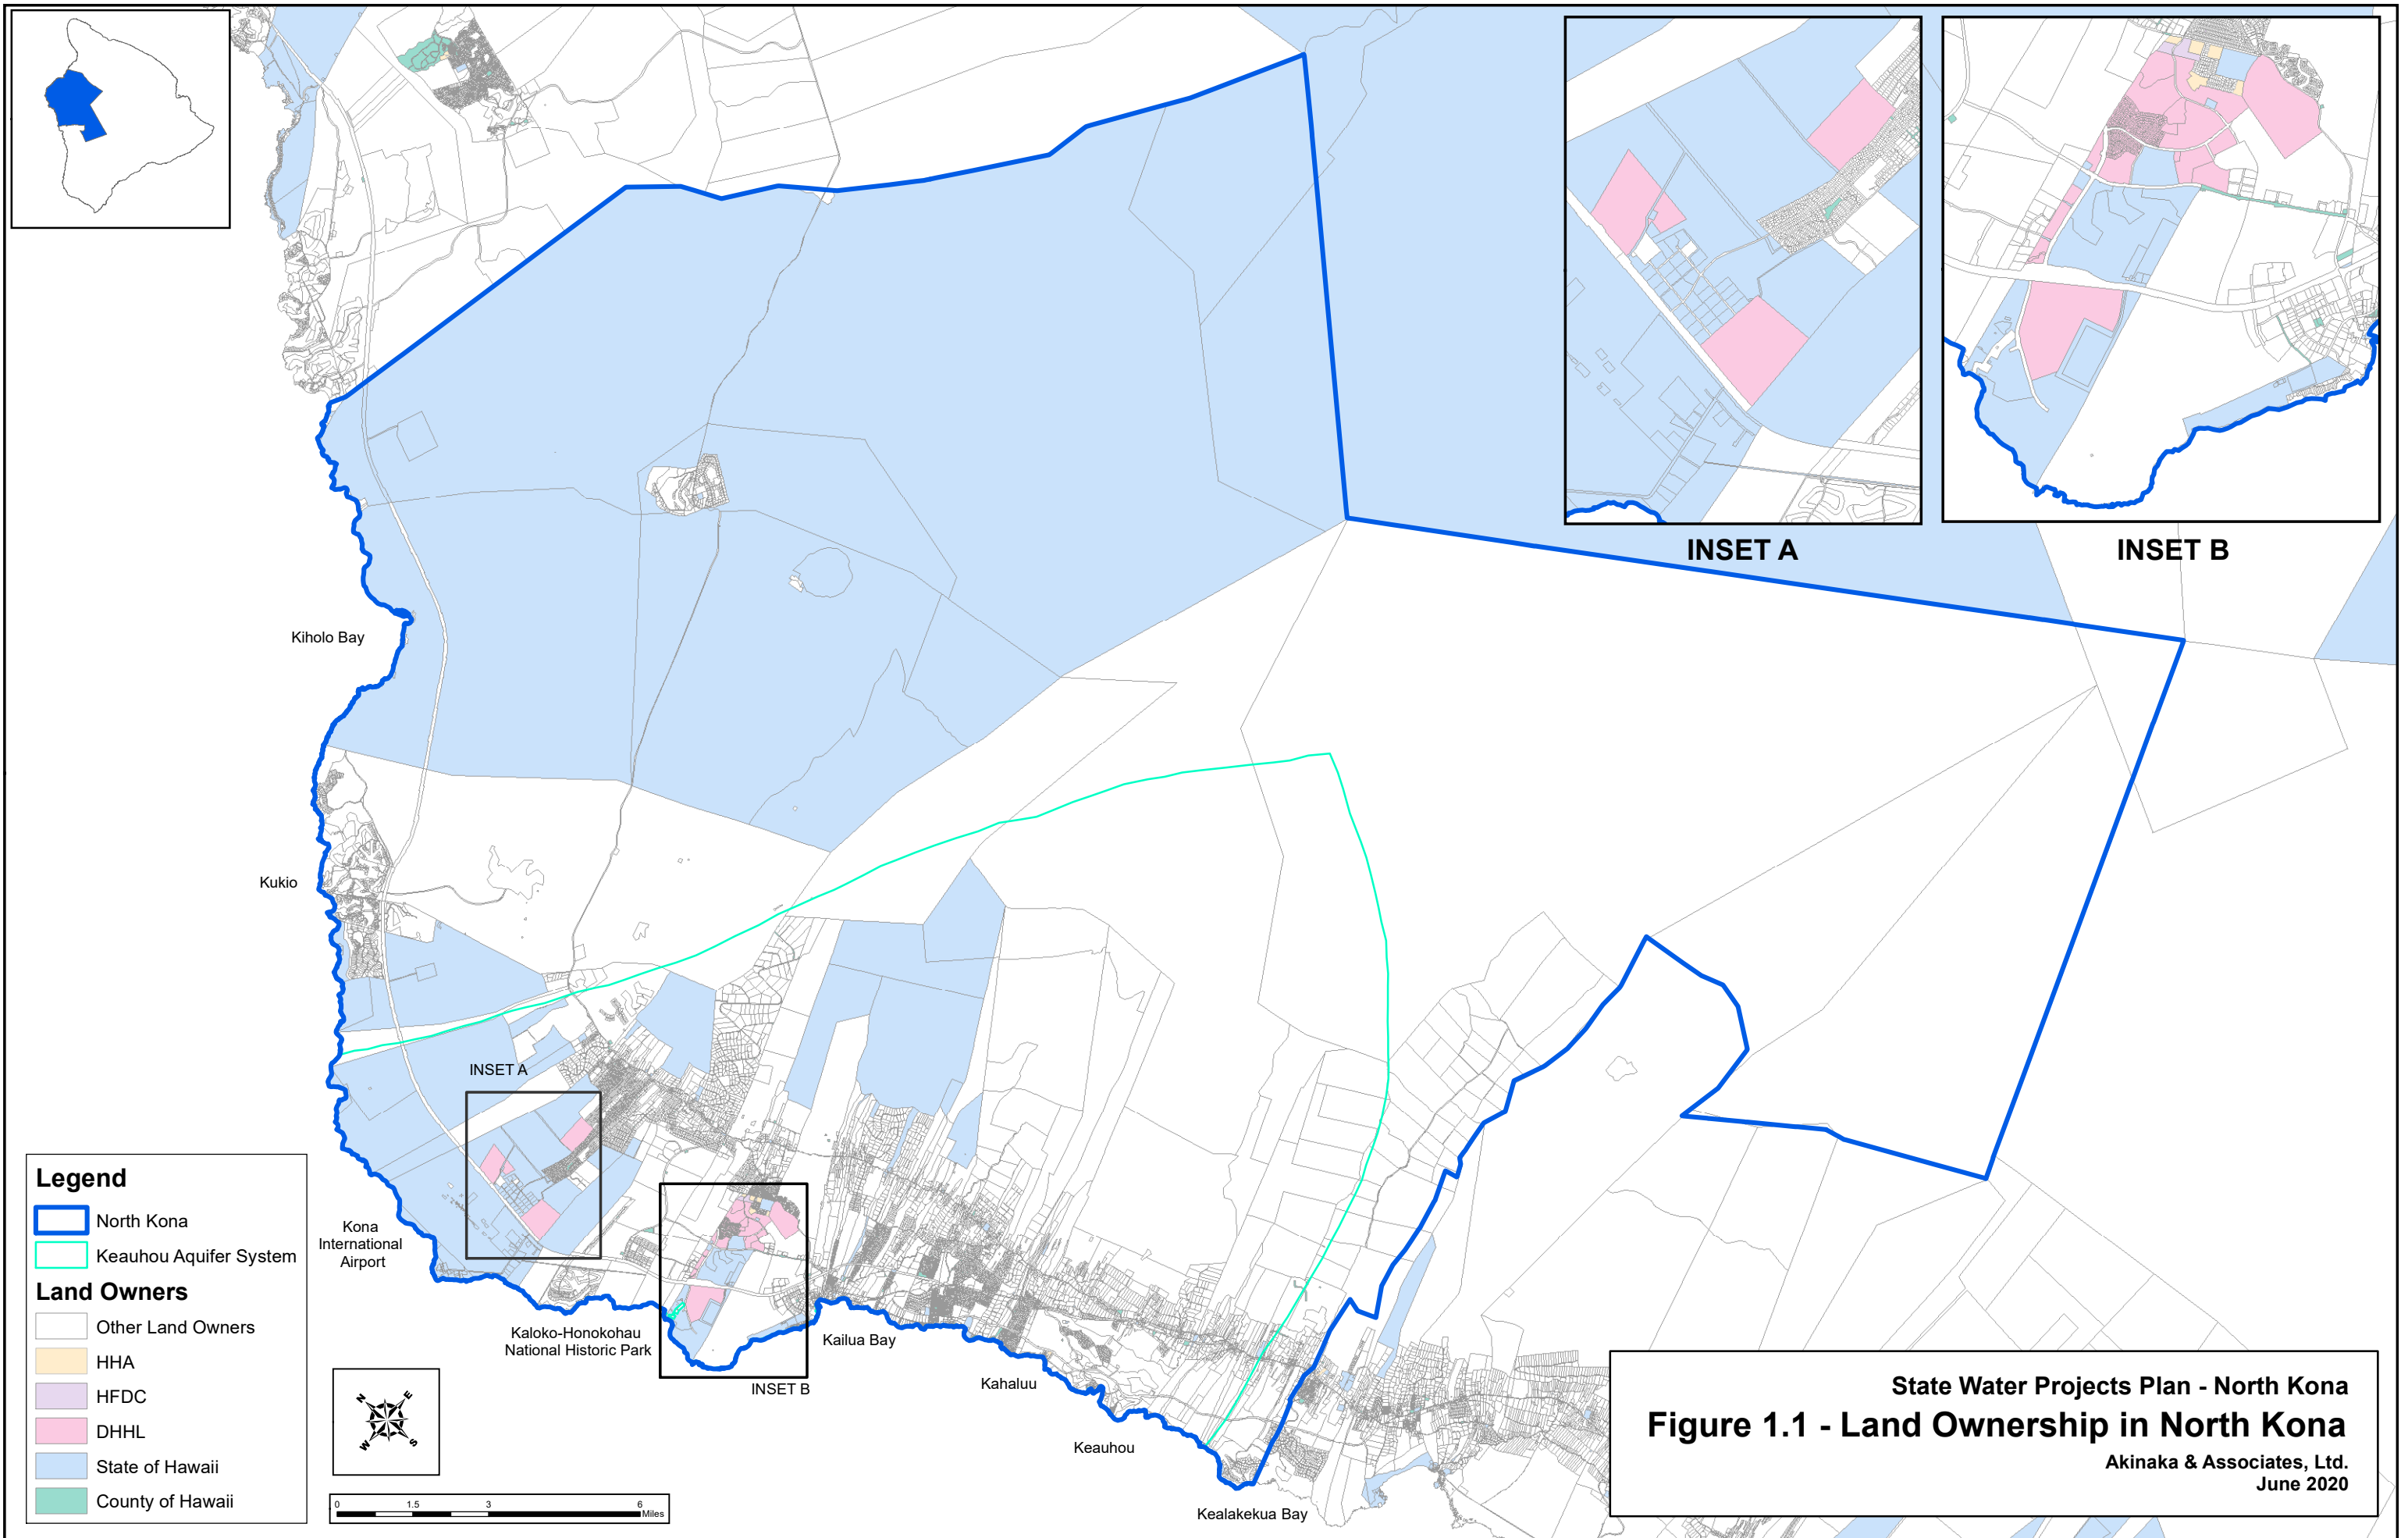 INSET A
INSET B
Kiholo Bay
Kukio
INSET A
Kona
International
Airport
Kaloko-Honokohau
National Historic Park
INSET B
Kailua Bay
Kahaluu
Keauhou
Kealakekua Bay
Legend
North Kona
Keauhou Aquifer System
Land Owners
Other Land Owners
HHA
HFDC
DHHL
State of Hawaii
County of Hawaii
N
E
W
S
0 1.5 3 6
Miles
State Water Projects Plan - North Kona
Figure 1.1 - Land Ownership in North Kona
Akinaka & Associates, Ltd.
June 2020